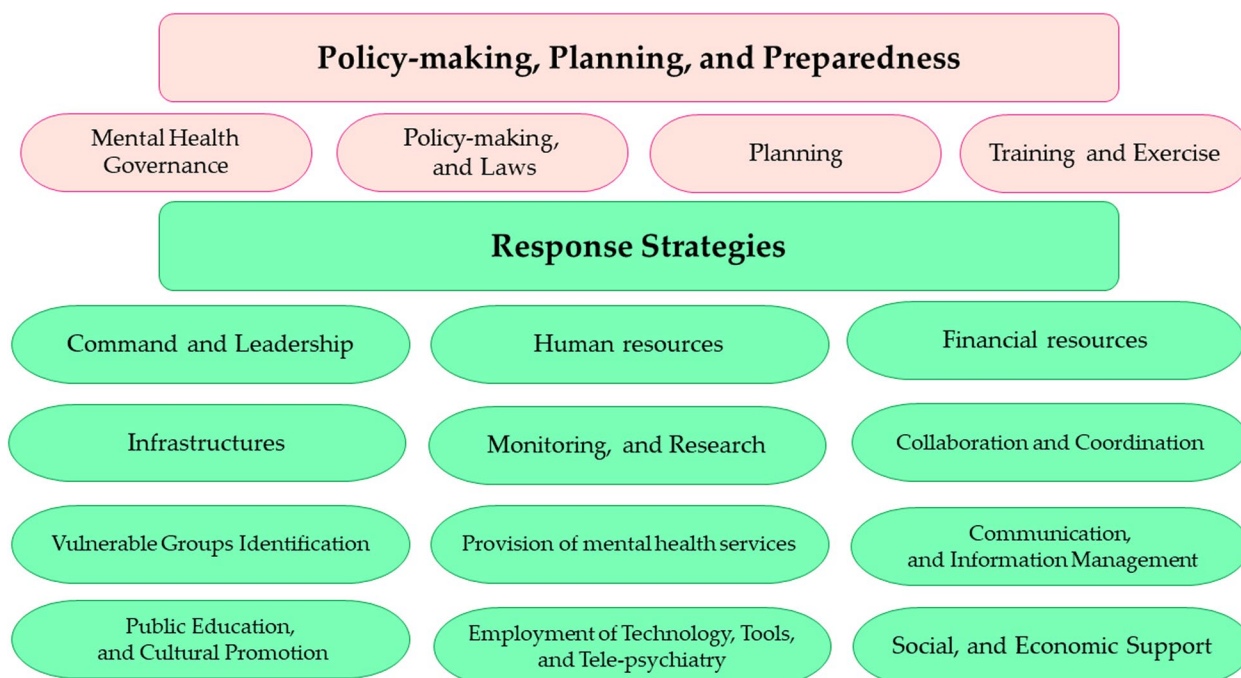 Policy-making, Planning, and Preparedness
Mental Health
Governance
Policy-making,
and Laws
Planning
Training and Exercise
Response Strategies
Command and Leadership
Human resources
Financial resources
Infrastructures
Monitoring, and Research
Collaboration and Coordination
Vulnerable Groups Identification
Provision of mental health services
Communication,
and Information Management
Public Education,
and Cultural Promotion
Employment of Technology, Tools,
and Tele-psychiatry
Social, and Economic Support